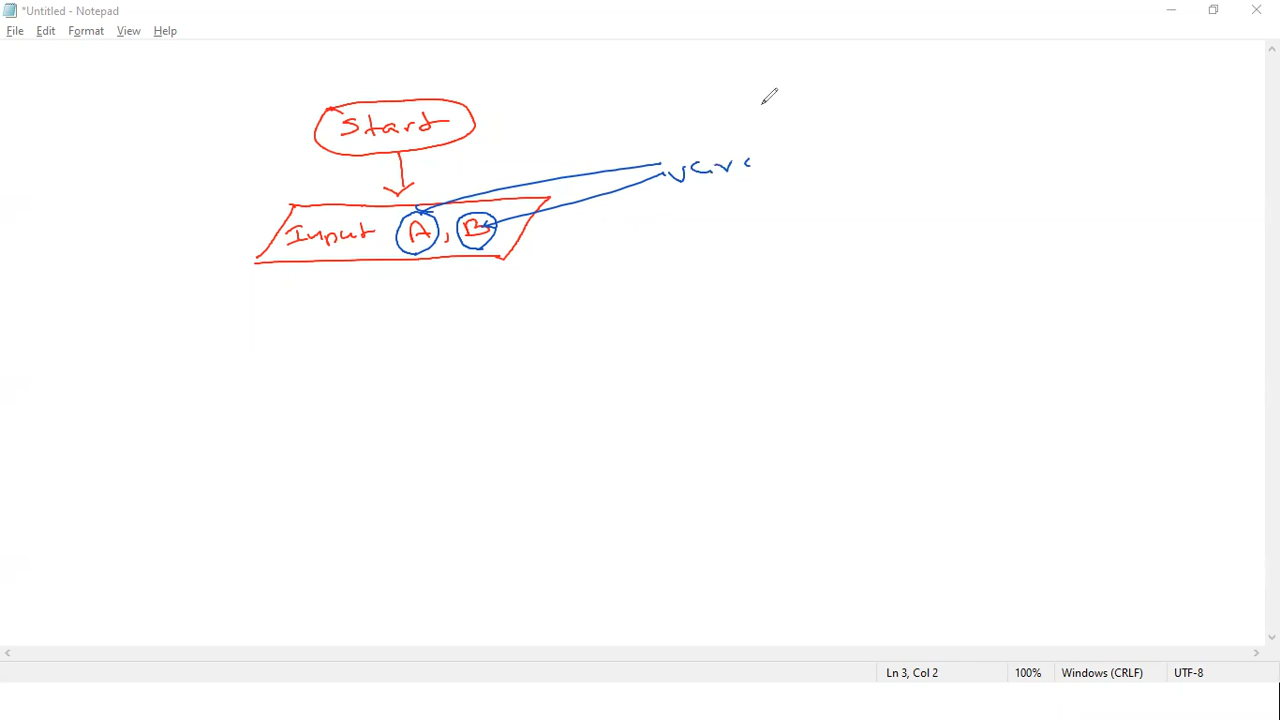 *Untitled - Notepad
File Edit Format View Help
Start
Input A, B
Ln 3, Col 2 100% Windows (CRLF) UTF-8